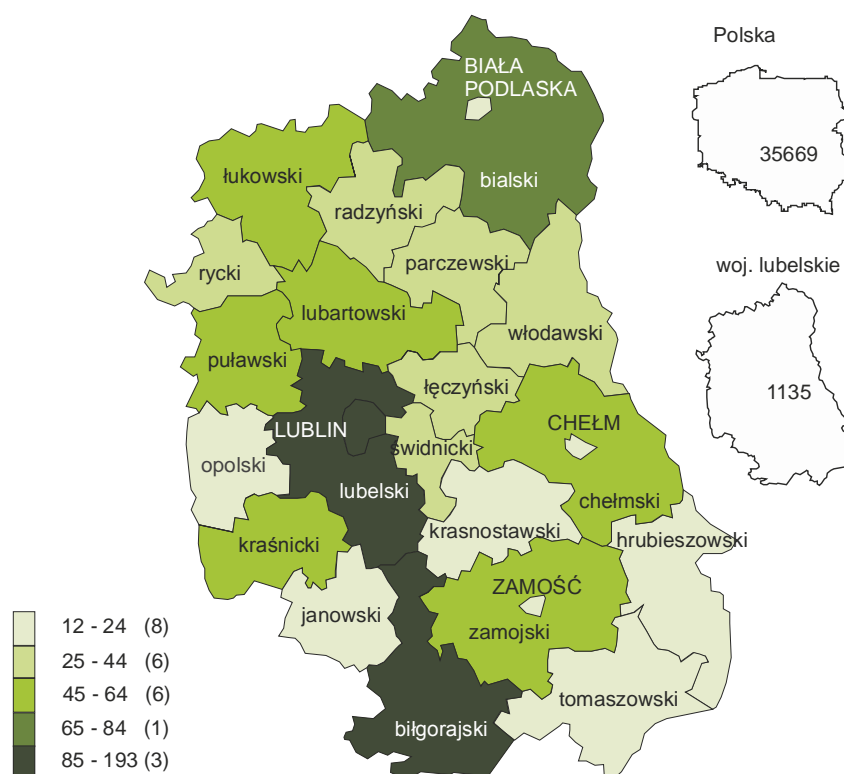 Polska
BIAŁA
PODLASKA
35669
łukowski
bialski
radzyński
parczewski
rycki
woj. lubelskie
lubartowski
włodawski
puławski
łęczyński
1135
LUBLIN
CHEŁM
świdnicki
opolski
lubelski
chełmski
krasnostawski
hrubieszowski
kraśnicki
ZAMOŚĆ
janowski
zamojski
tomaszowski
biłgorajski
12 - 24 (8)
25 - 44 (6)
45 - 64 (6)
65 - 84 (1)
85 - 193 (3)